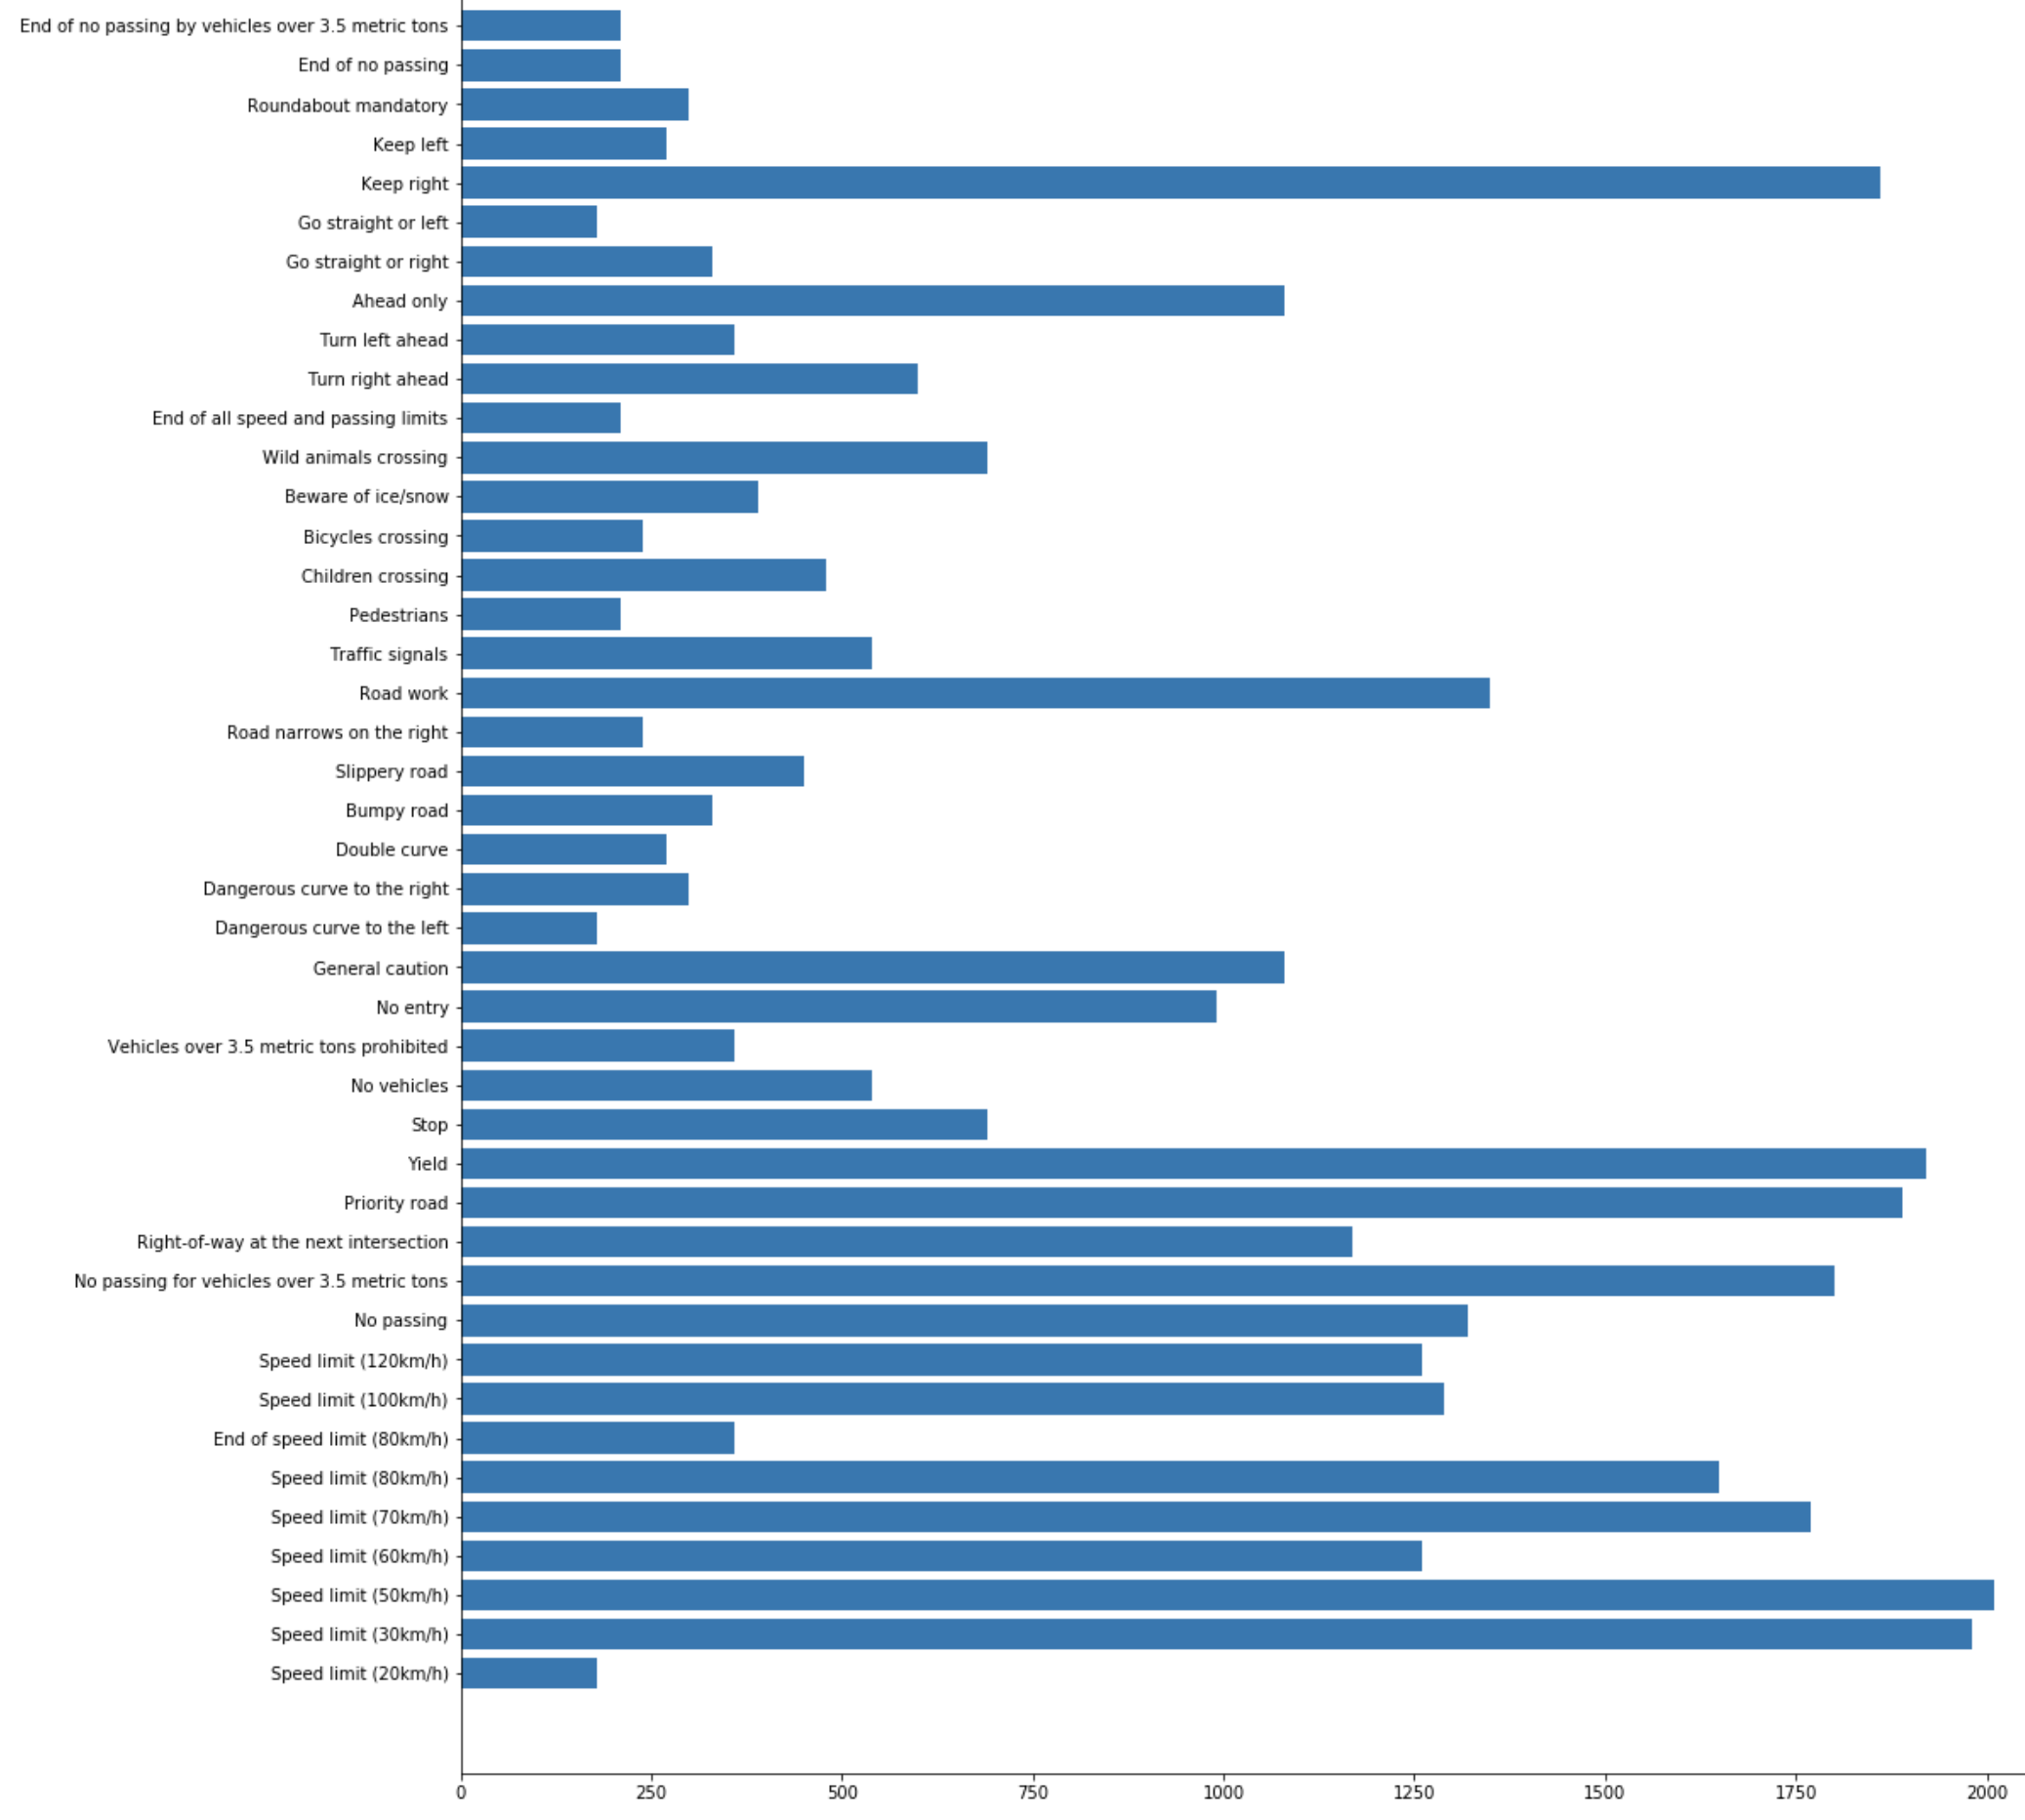 End of no passing by vehicles over 3.5 metric tons
End of no passing
Roundabout mandatory
Keep left
Keep right
Go straight or left
Go straight or right
Ahead only
Turn left ahead
Turn right ahead
End of all speed and passing limits
Wild animals crossing
Beware of ice/snow
Bicycles crossing
Children crossing
Pedestrians
Traffic signals
Road work
Road narrows on the right
Slippery road
Bumpy road
Double curve
Dangerous curve to the right
Dangerous curve to the left
General caution
No entry
Vehicles over 3.5 metric tons prohibited
No vehicles
Stop
Yield
Priority road
Right-of-way at the next intersection
No passing for vehicles over 3.5 metric tons
No passing
Speed limit (120km/h)
Speed limit (100km/h)
End of speed limit (80km/h)
Speed limit (80km/h)
Speed limit (70km/h)
Speed limit (60km/h)
Speed limit (50km/h)
Speed limit (30km/h)
Speed limit (20km/h)
0 250 500 750 1000 1250 1500 1750 2000